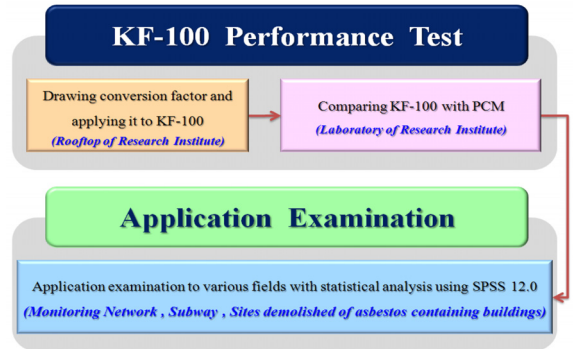 KF-100 Performance Test
Drawing conversion factor and
applying it to KF-100
(Rooftop of Research Institute)
Comparing KF-100 with PCM
(Laboratory of Research Institute)
Application Examination
Application examination to various fields with statistical analysis using SPSS 12.0
(Monitoring Network , Subway , Sites demolished of asbestos containing buildings)